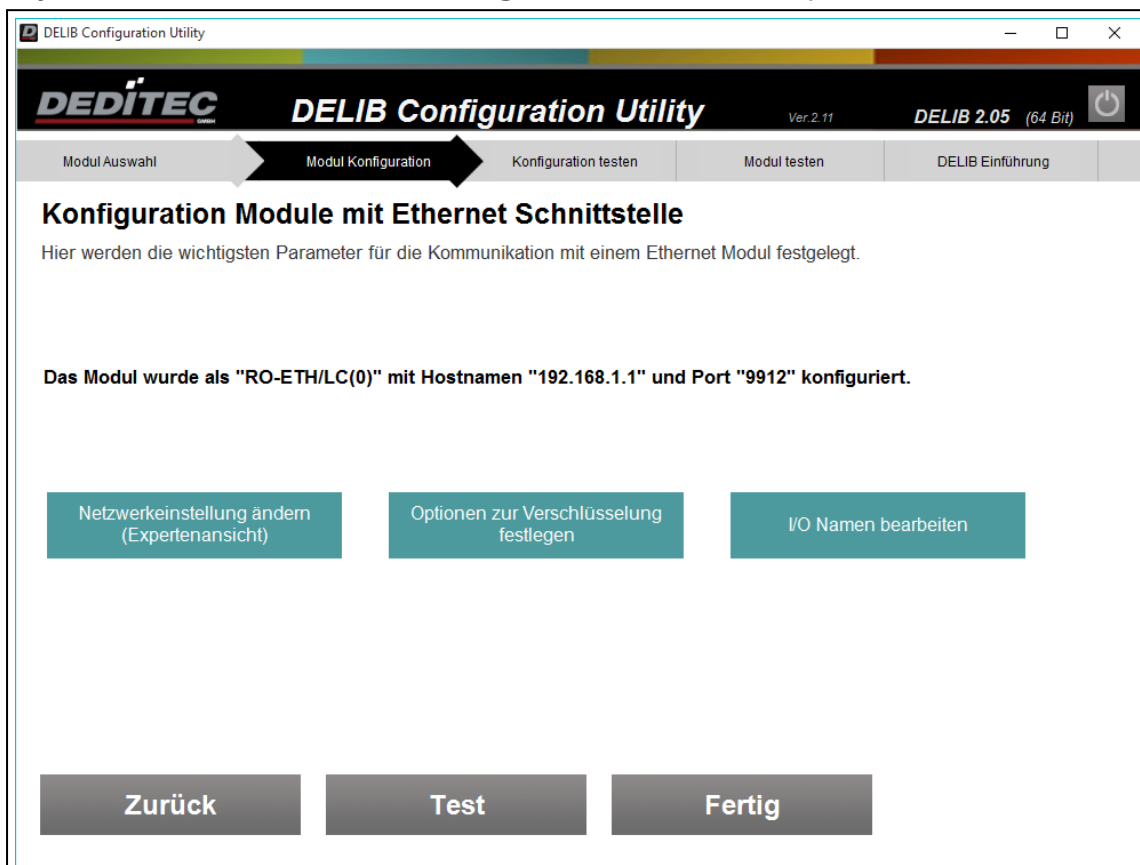 DELIB Configuration Utility
DEDITEC
GMBH
DELIB Configuration Utility
Ver.2.11
DELIB 2.05 (64 Bit)
Modul Auswahl
Modul Konfiguration
Konfiguration testen
Modul testen
DELIB Einführung
Konfiguration Module mit Ethernet Schnittstelle
Hier werden die wichtigsten Parameter für die Kommunikation mit einem Ethernet Modul festgelegt.
Das Modul wurde als "RO-ETH/LC(0)" mit Hostnamen "192.168.1.1" und Port "9912" konfiguriert.
Netzwerkeinstellung ändern
(Expertenansicht)
Optionen zur Verschlüsselung
festlegen
I/O Namen bearbeiten
Zurück
Test
Fertig